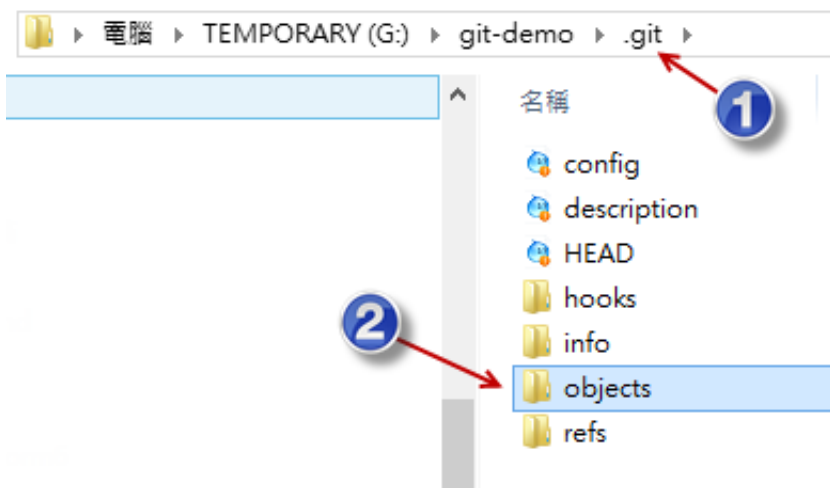 電腦 TEMPORARY (G:) git-demo .git
名稱
1
config
description
HEAD
hooks
2
info
objects
refs